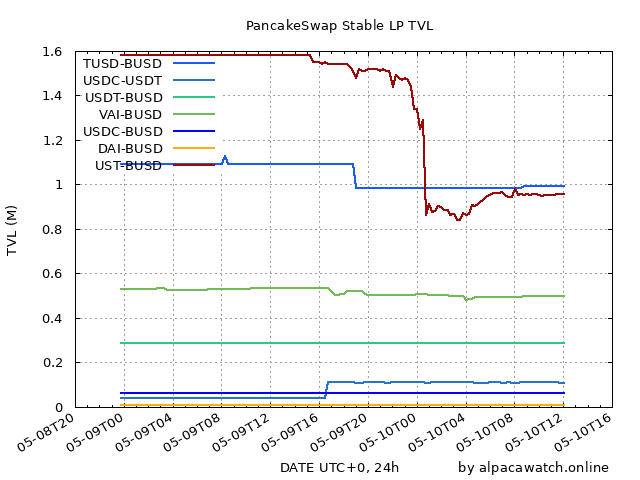 PancakeSwap Stable LP TVL
TVL (M)
1.6
1.4
1.2
1
0.8
0.6
0.4
0.2
0
TUSD-BUSD
USDC-USDT
USDT-BUSD
VAI-BUSD
USDC-BUSD
DAI-BUSD
UST-BUSD
05-08T20
05-09T00
05-09T04
05-09T08
05-09T12
05-09T16
05-09T20
05-10T00
05-10T04
05-10T08
05-10T12
05-10T16
DATE UTC+0, 24h
by alpacawatch.online